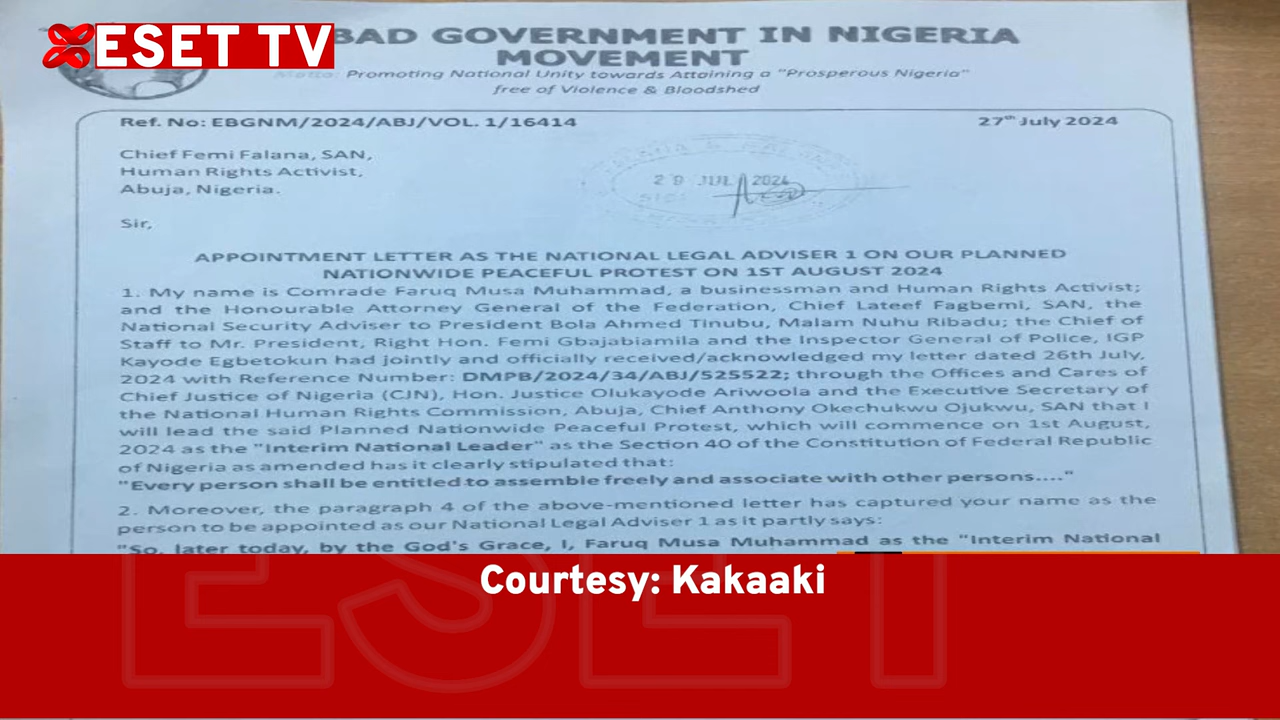 ESET TV
BAD GOVERNMENT IN NIGERIA
MOVEMENT
Motto: Promoting National Unity towards Attaining a "Prosperous Nigeria"
free of Violence & Bloodshed
Ref. No: EBGNM/2024/ABJ/VOL. 1/16414
27th July 2024
Chief Femi Falana, SAN,
Human Rights Activist,
Abuja, Nigeria.
29 JUL 2024
Sir,
APPOINTMENT LETTER AS THE NATIONAL LEGAL ADVISER 1 ON OUR PLANNED
NATIONWIDE PEACEFUL PROTEST ON 1ST AUGUST 2024
1. My name is Comrade Faruq Musa Muhammad, a businessman and Human Rights Activist;
and the Honourable Attorney General of the Federation, Chief Lateef Fagbemi, SAN, the
National Security Adviser to President Bola Ahmed Tinubu, Malam Nuhu Ribadu; the Chief of
Staff to Mr. President, Right Hon. Femi Gbajabiamila and the Inspector General of Police, IGP
Kayode Egbetokun had jointly and officially received/acknowledged my letter dated 26th July,
2024 with Reference Number: DMPB/2024/34/ABJ/525522; through the Offices and Cares of
Chief Justice of Nigeria (CJN), Hon. Justice Olukayode Ariwoola and the Executive Secretary of
the National Human Rights Commission, Abuja, Chief Anthony Okechukwu Ojukwu, SAN that I
will lead the said Planned Nationwide Peaceful Protest, which will commence on 1st August,
2024 as the "Interim National Leader" as the Section 40 of the Constitution of Federal Republic
of Nigeria as amended has it clearly stipulated that:
"Every person shall be entitled to assemble freely and associate with other persons...."
2. Moreover, the paragraph 4 of the above-mentioned letter has captured your name as the
person to be appointed as our National Legal Adviser 1 as it partly says:
"So, later today, by the God's Grace, I, Faruq Musa Muhammad as the "Interim National
Courtesy: Kakaaki
ESET